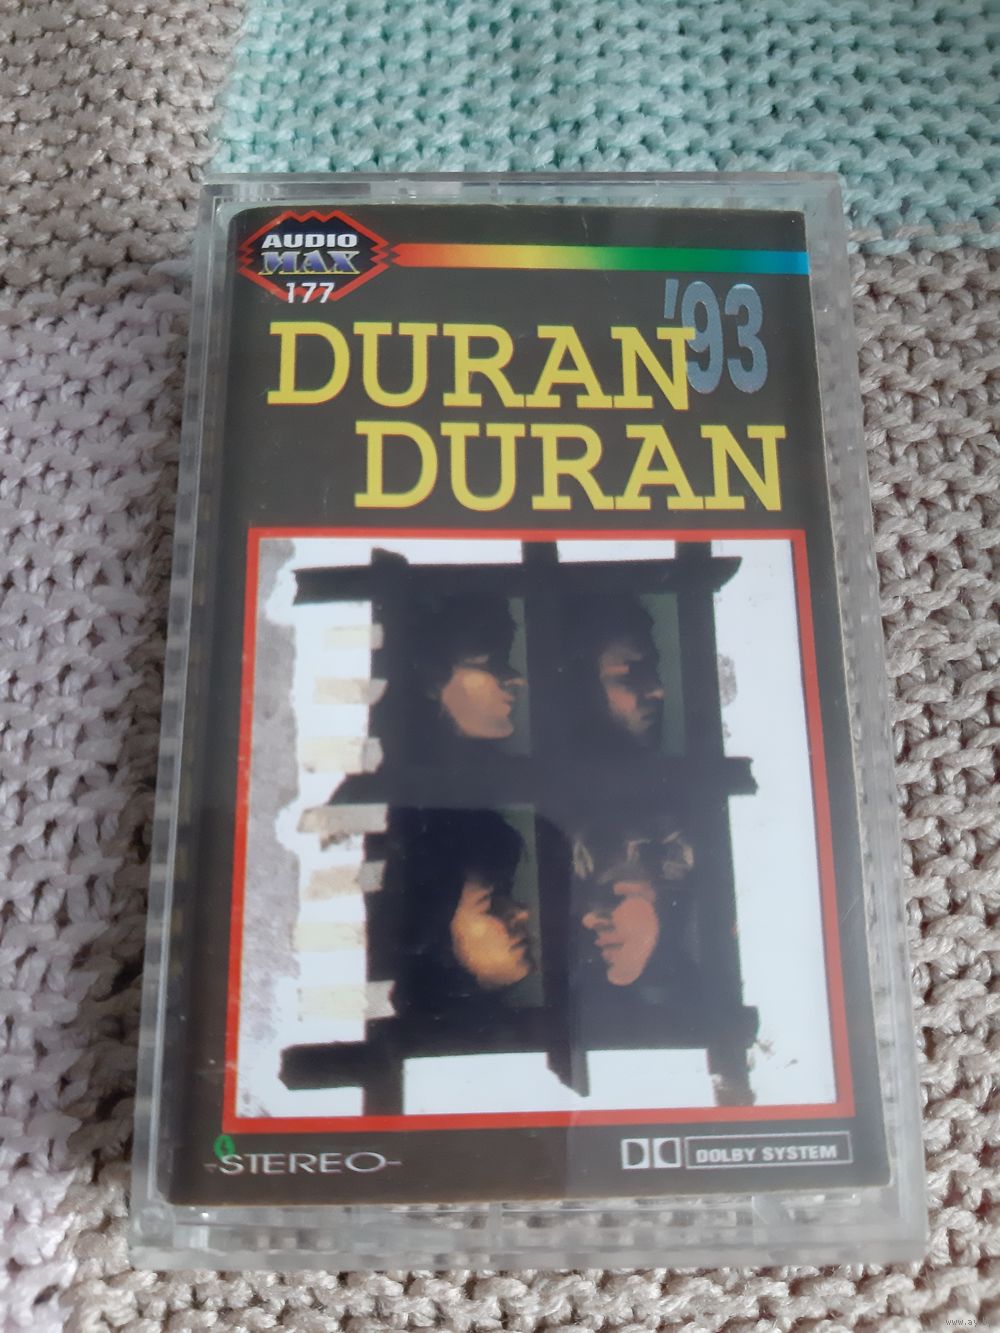 AUDIO
MAX
177
'93
DURAN
DURAN
STEREO
DOLBY SYSTEM